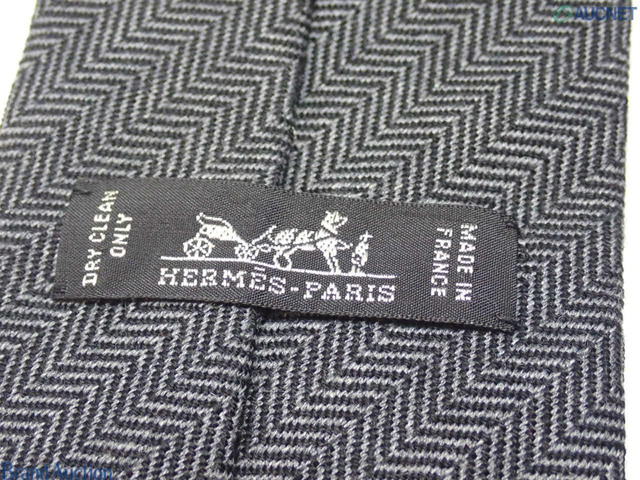 AUCNET
DRY CLEAN
ONLY
HERMÈS-PARIS
MADE IN
FRANCE
Brand Auction